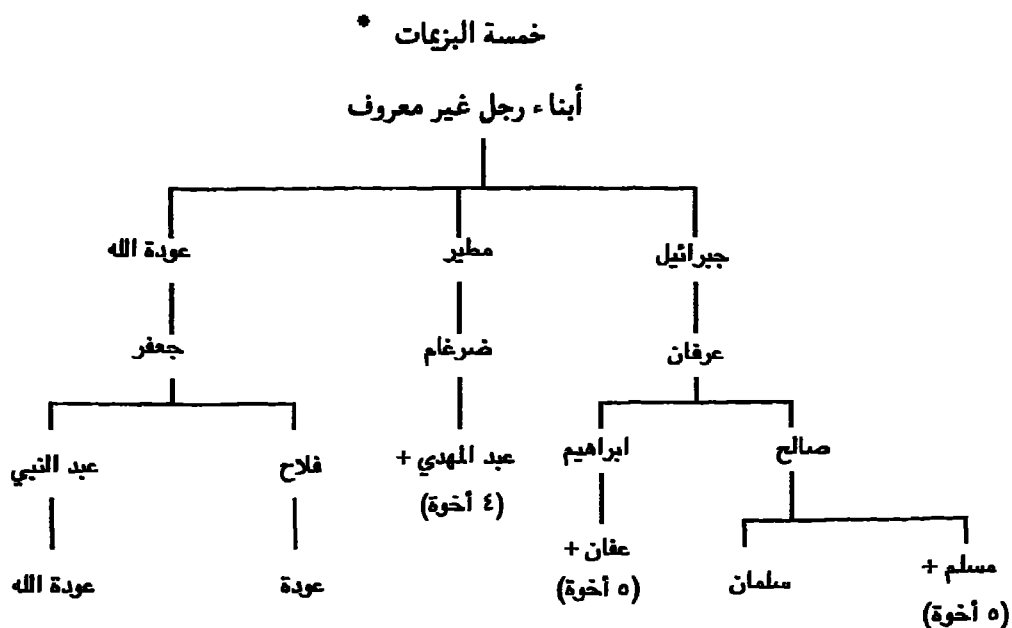 خمسة البزيمات *
أبناء رجل غير معروف
جبرائيل مطير عودة الله
عرفان ضرغام جعفر
صالح ابراهيم عبد المهدي + فلاح عبد النبي
(٤ أخوة)
مسلم + سلمان عفان + عودة عودة الله
(٥ أخوة) (٥ أخوة)